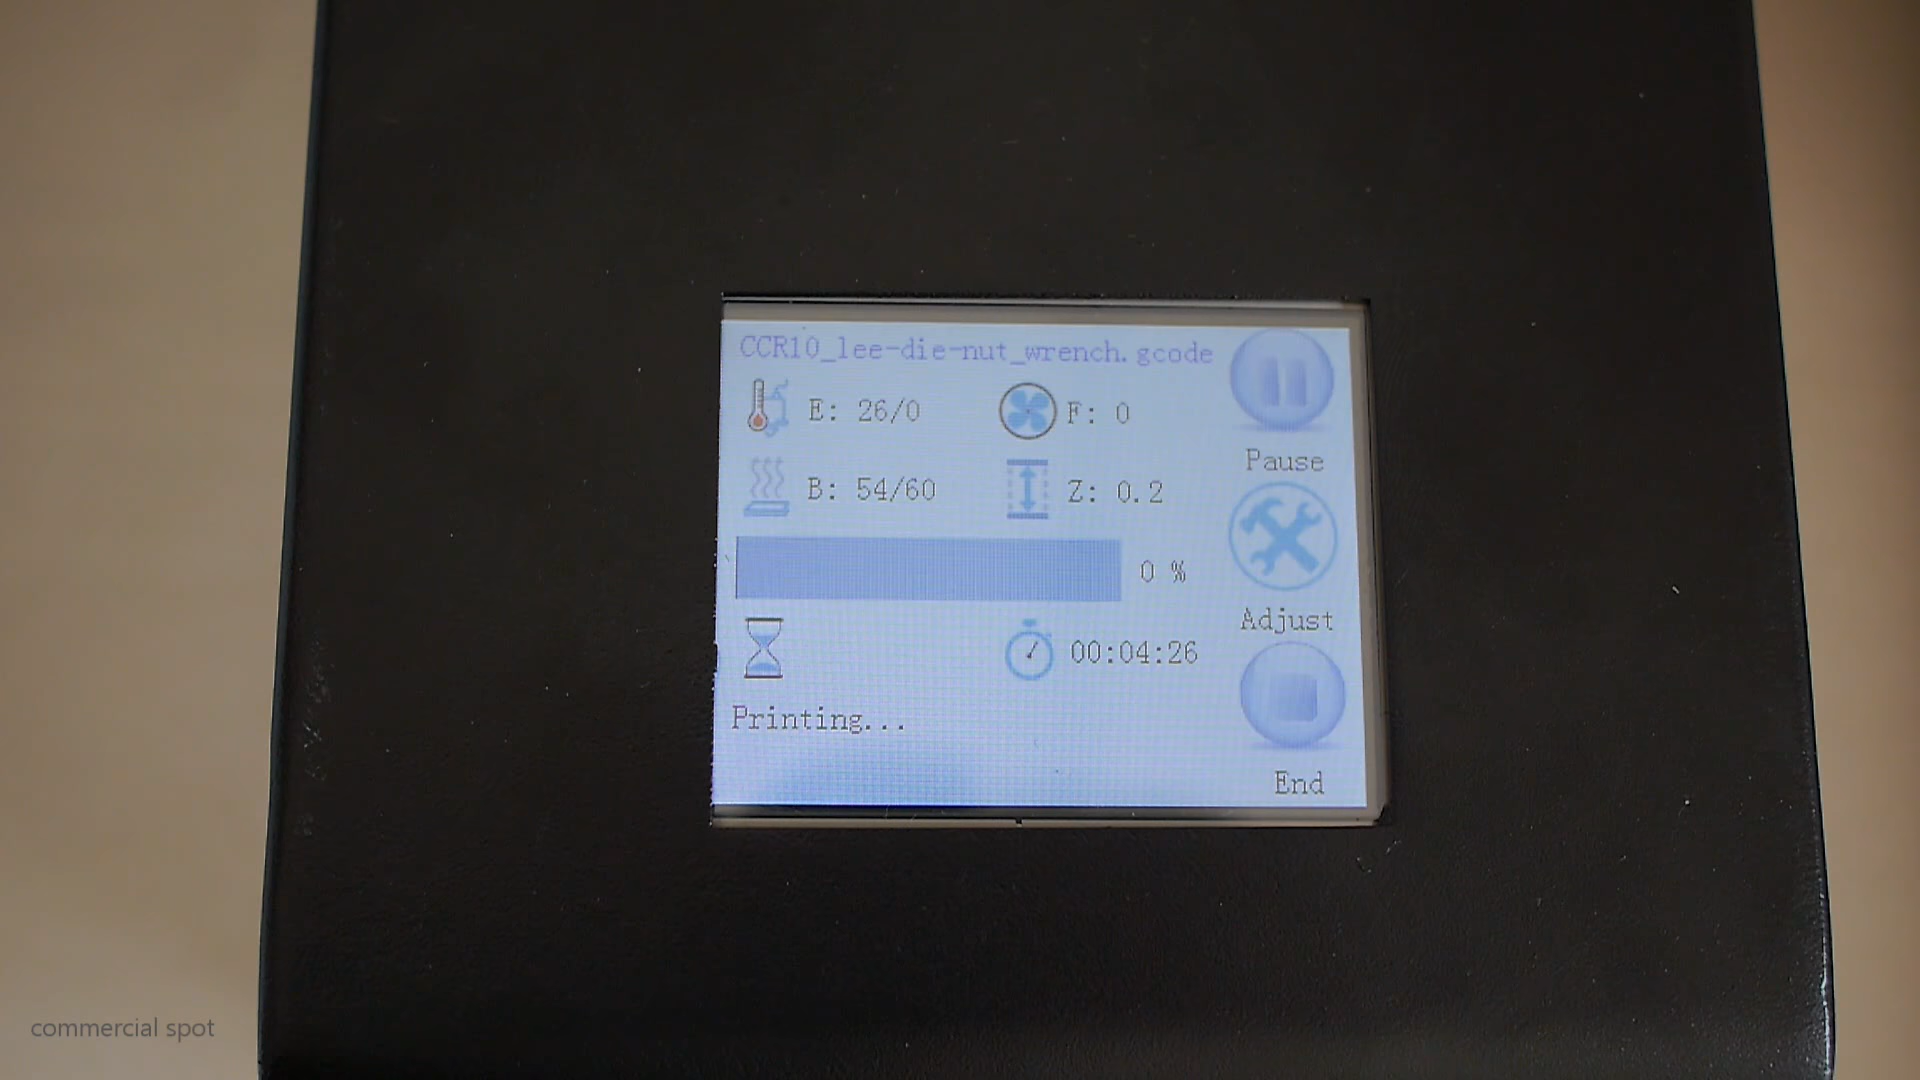 CCR10_lee-die-nut_wrench.gcode
E: 26/0
F: 0
Pause
B: 54/60
Z: 0.2
0 %
Adjust
00:04:26
Printing...
End
commercial spot